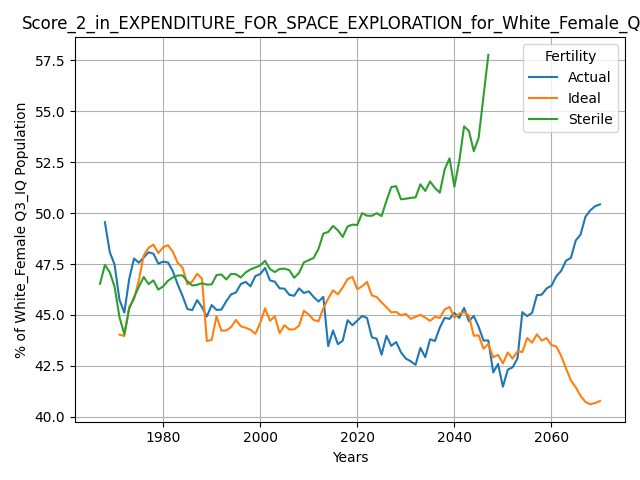 Score_2_in_EXPENDITURE_FOR_SPACE_EXPLORATION_for_White_Female_Q
57.5
55.0
52.5
50.0
47.5
45.0
42.5
40.0
% of White_Female Q3_IQ Population
Fertility
Actual
Ideal
Sterile
1980
2000
2020
2040
2060
Years